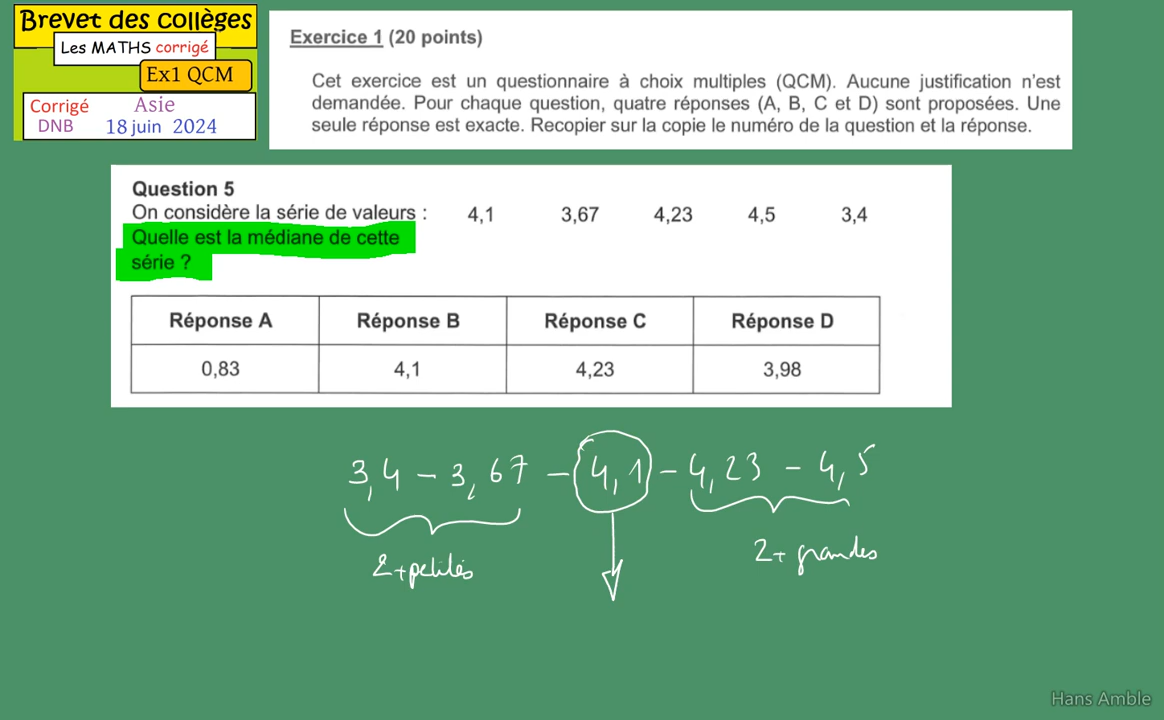 Brevet des collèges
Les MATHS corrigé
Ex1 QCM
Corrigé Asie
DNB 18 juin 2024
Exercice 1 (20 points)
Cet exercice est un questionnaire à choix multiples (QCM). Aucune justification n'est
demandée. Pour chaque question, quatre réponses (A, B, C et D) sont proposées. Une
seule réponse est exacte. Recopier sur la copie le numéro de la question et la réponse.
Question 5
On considère la série de valeurs : 4,1 3,67 4,23 4,5 3,4
Quelle est la médiane de cette
série ?
Réponse A Réponse B Réponse C Réponse D
0,83 4,1 4,23 3,98
3,4 - 3,67 - 4,1 - 4,23 - 4,5
2 + petites 2 + grandes
Hans Amble